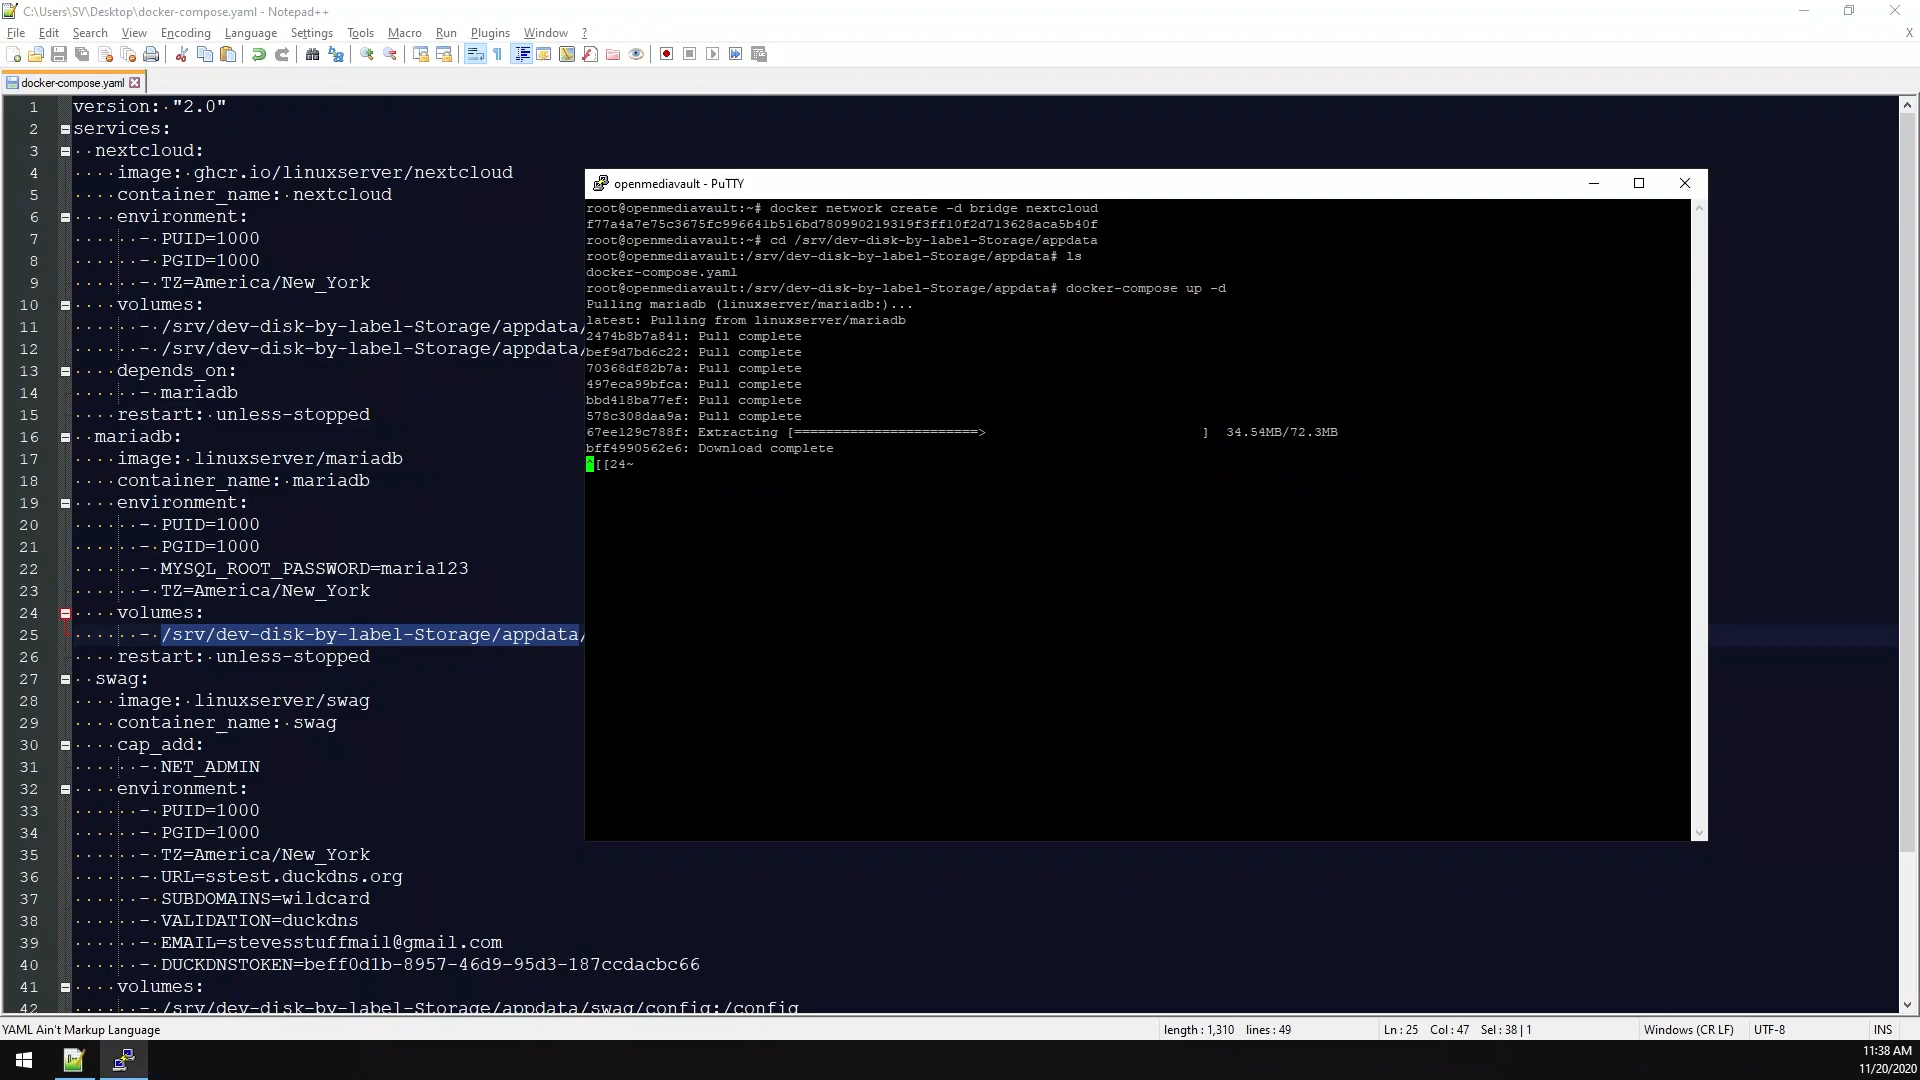 C:\Users\SV\Desktop\docker-compose.yaml - Notepad++
File Edit Search View Encoding Language Settings Tools Macro Run Plugins Window ? X
docker-compose.yaml
1 version: "2.0"
2 services:
3 nextcloud:
4 image: ghcr.io/linuxserver/nextcloud
5 container_name: nextcloud
6 environment:
7 - PUID=1000
8 - PGID=1000
9 - TZ=America/New_York
10 volumes:
11 - /srv/dev-disk-by-label-Storage/appdata/
12 - /srv/dev-disk-by-label-Storage/appdata/
13 depends_on:
14 - mariadb
15 restart: unless-stopped
16 mariadb:
17 image: linuxserver/mariadb
18 container_name: mariadb
19 environment:
20 - PUID=1000
21 - PGID=1000
22 - MYSQL_ROOT_PASSWORD=maria123
23 - TZ=America/New_York
24 volumes:
25 - /srv/dev-disk-by-label-Storage/appdata/
26 restart: unless-stopped
27 swag:
28 image: linuxserver/swag
29 container_name: swag
30 cap_add:
31 - NET_ADMIN
32 environment:
33 - PUID=1000
34 - PGID=1000
35 - TZ=America/New_York
36 - URL=sstest.duckdns.org
37 - SUBDOMAINS=wildcard
38 - VALIDATION=duckdns
39 - EMAIL=stevesstuffmail@gmail.com
40 - DUCKDNSTOKEN=beff0d1b-8957-46d9-95d3-187ccdacbc66
41 volumes:
42 - /srv/dev-disk-by-label-Storage/appdata/swag/config:/config
openmediavault - PuTTY
root@openmediavault:~# docker network create -d bridge nextcloud
f77a4a7e75c3675fc996641b516bd780990219319f3ff10f2d713628aca5b40f
root@openmediavault:~# cd /srv/dev-disk-by-label-Storage/appdata
root@openmediavault:/srv/dev-disk-by-label-Storage/appdata# ls
docker-compose.yaml
root@openmediavault:/srv/dev-disk-by-label-Storage/appdata# docker-compose up -d
Pulling mariadb (linuxserver/mariadb:)...
latest: Pulling from linuxserver/mariadb
2474b8b7a841: Pull complete
bef9d7bd6c22: Pull complete
70368df82b7a: Pull complete
497eca99bfca: Pull complete
bbd418ba77ef: Pull complete
578c308daa9a: Pull complete
67ee129c788f: Extracting [=======================> ] 34.54MB/72.3MB
bff4990562e6: Download complete
^[[24~
YAML Ain't Markup Language length : 1,310 lines : 49 Ln : 25 Col : 47 Sel : 38 | 1 Windows (CR LF) UTF-8 INS
11:38 AM
11/20/2020